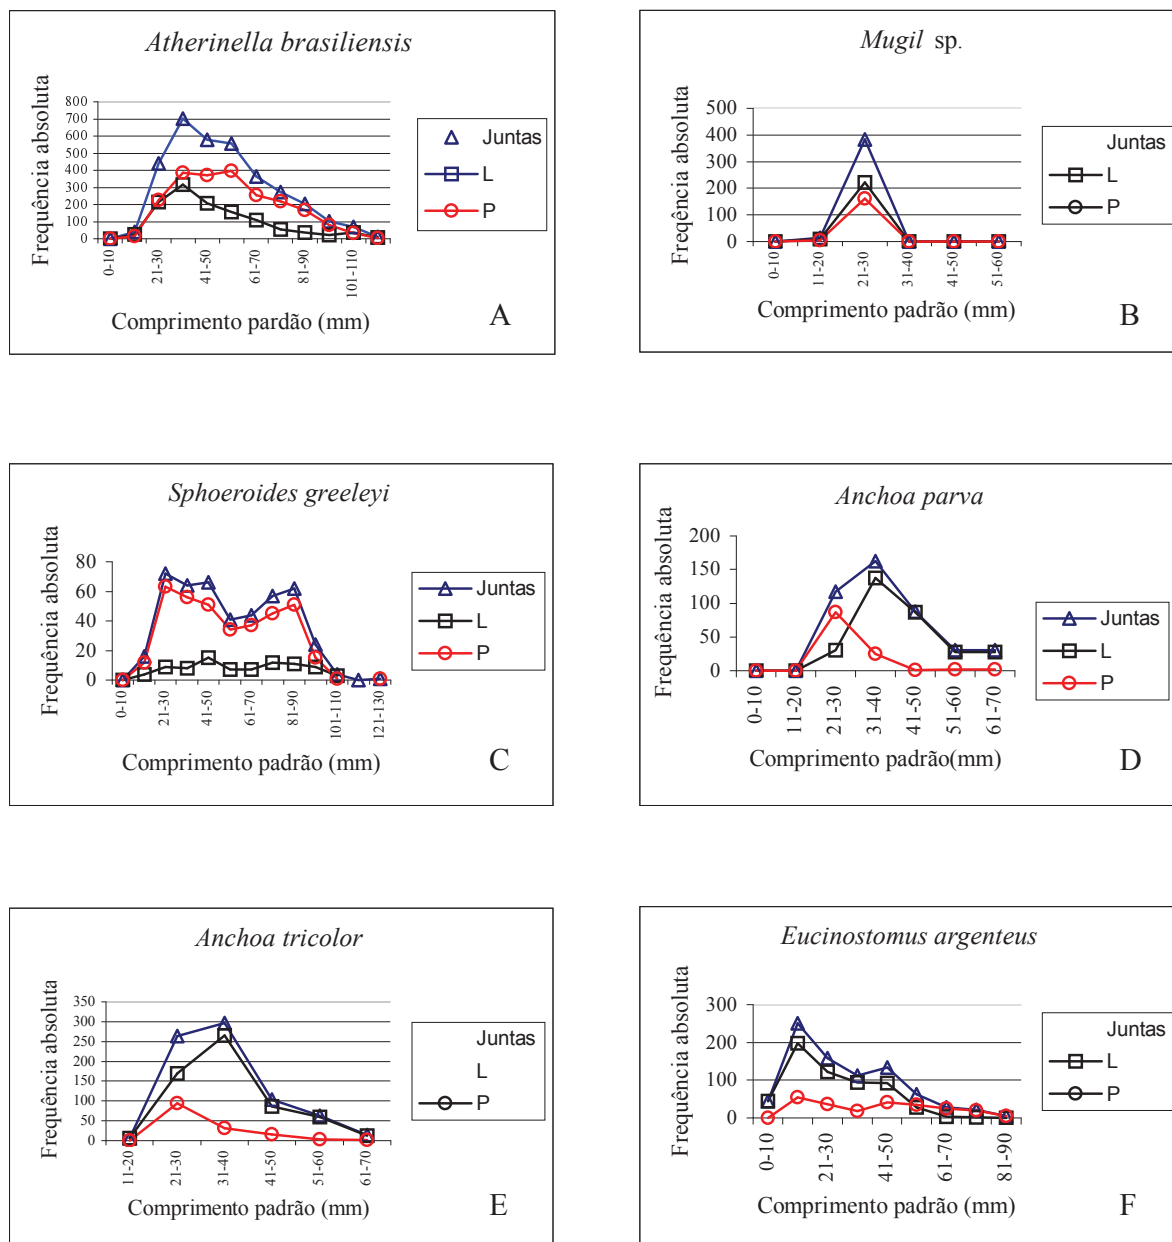 Atherinella brasiliensis
Frequência absoluta
800
700
600
500
400
300
200
100
0
0-10
21-30
41-50
61-70
81-90
101-110
Comprimento pardão (mm)
Juntas
L
P
A
Mugil sp.
Frequência absoluta
500
400
300
200
100
0
0-10
11-20
21-30
31-40
41-50
51-60
Comprimento padrão (mm)
Juntas
L
P
B
Sphoeroides greeleyi
Frequência absoluta
80
60
40
20
0
0-10
21-30
41-50
61-70
81-90
101-110
121-130
Comprimento padrão (mm)
Juntas
L
P
C
Anchoa parva
Frequência absoluta
200
150
100
50
0
0-10
11-20
21-30
31-40
41-50
51-60
61-70
Comprimento padrão(mm)
Juntas
L
P
D
Anchoa tricolor
Frequência absoluta
350
300
250
200
150
100
50
0
11-20
21-30
31-40
41-50
51-60
61-70
Comprimento padrão (mm)
Juntas
L
P
E
Eucinostomus argenteus
Frequência absoluta
300
200
100
0
0-10
21-30
41-50
61-70
81-90
Comprimento padrão (mm)
Juntas
L
P
F